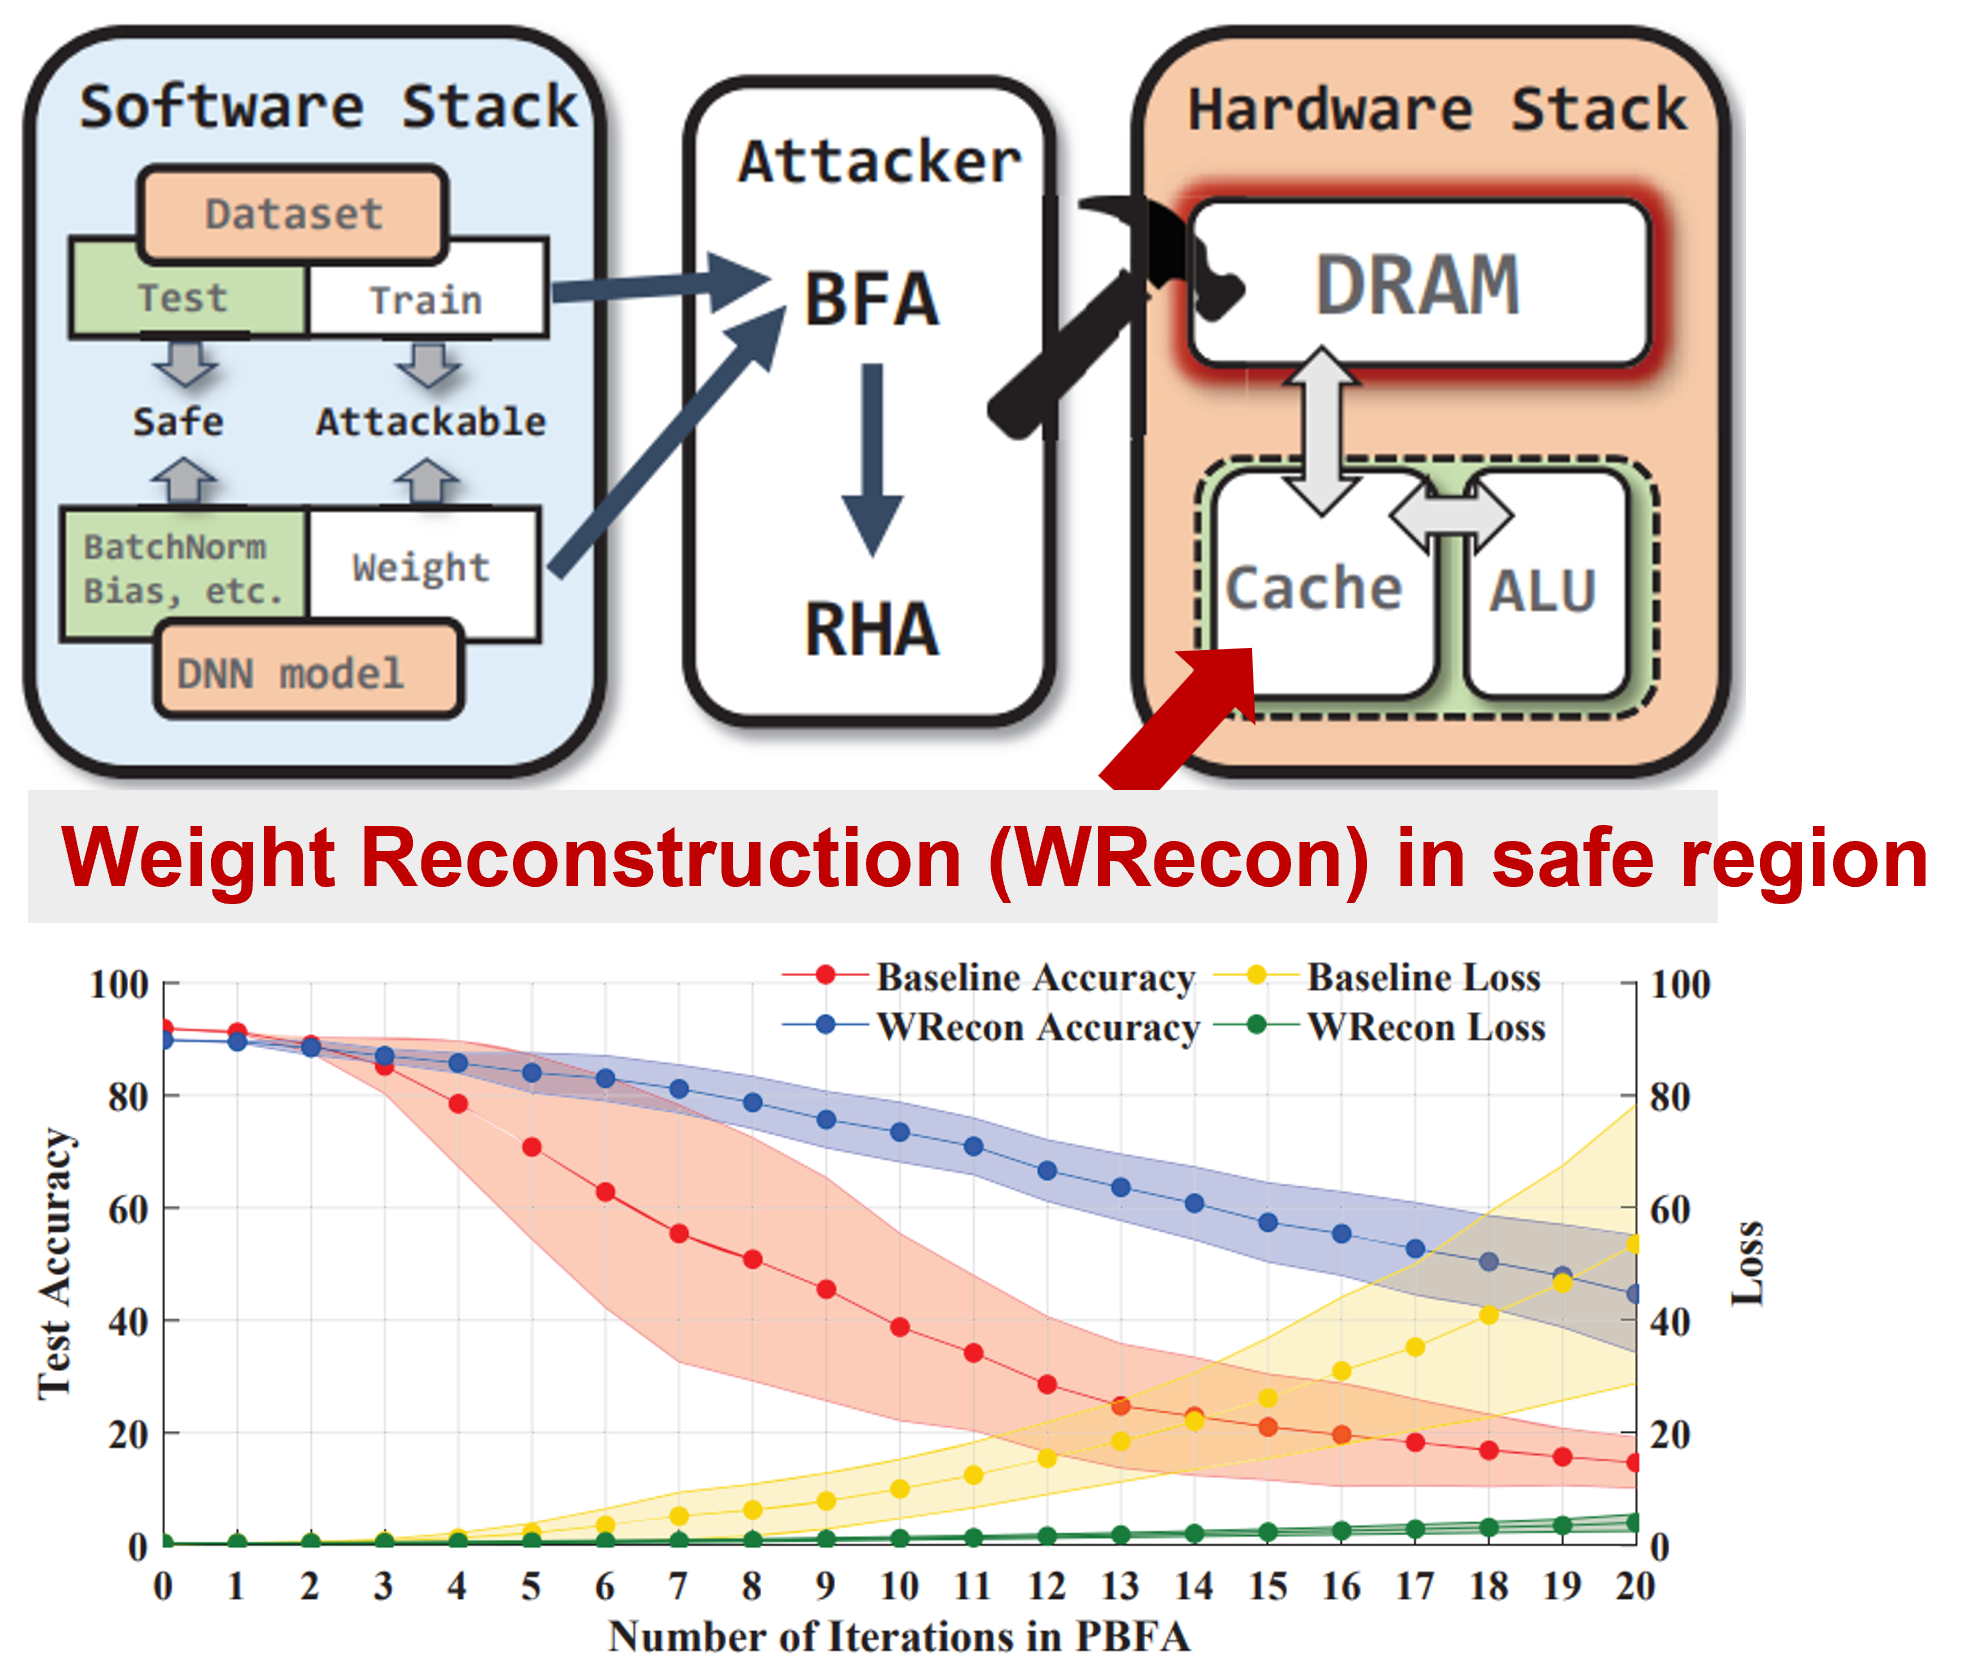 Software Stack
Dataset
Test
Train
Safe
Attackable
BatchNorm
Bias, etc.
Weight
DNN model
Attacker
BFA
RHA
Hardware Stack
DRAM
Cache
ALU
Weight Reconstruction (WRecon) in safe region
Baseline Accuracy
Baseline Loss
WRecon Accuracy
WRecon Loss
Test Accuracy
100
80
60
40
20
0
100
80
60
40
20
0
Loss
0 1 2 3 4 5 6 7 8 9 10 11 12 13 14 15 16 17 18 19 20
Number of Iterations in PBFA